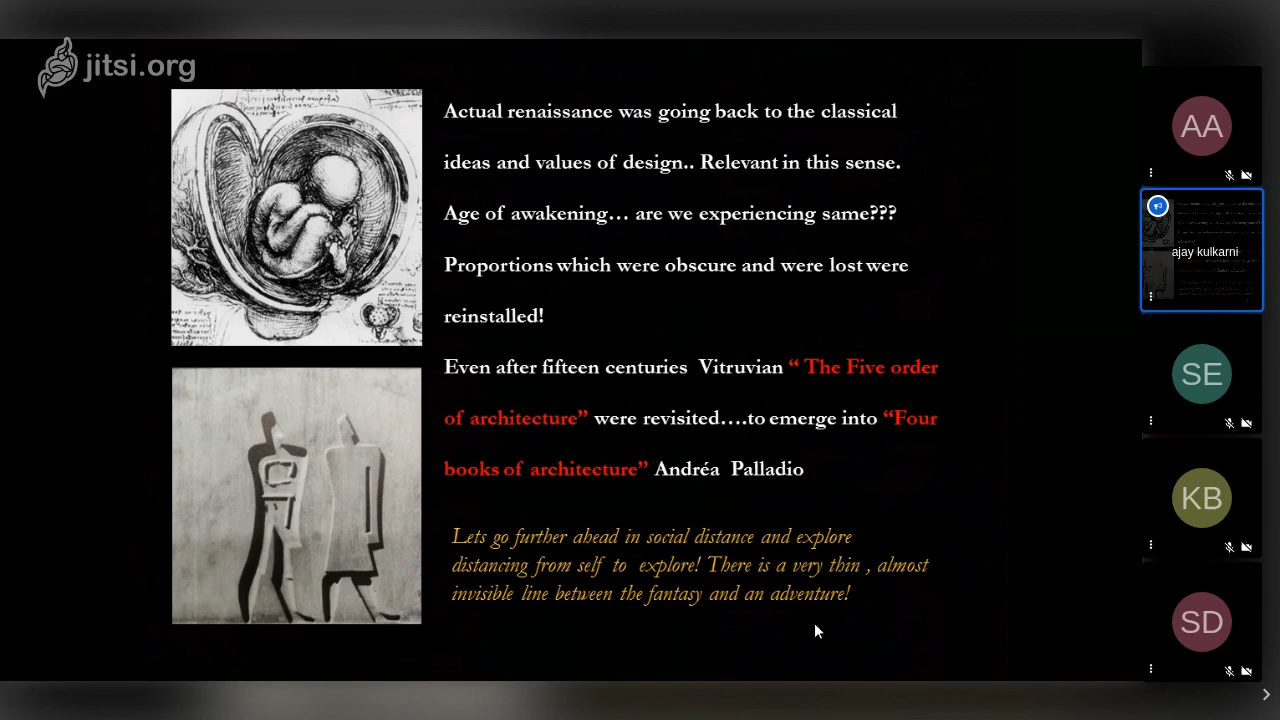 jitsi.org
Actual renaissance was going back to the classical
ideas and values of design.. Relevant in this sense.
Age of awakening… are we experiencing same???
Proportions which were obscure and were lost were
reinstalled!
Even after fifteen centuries Vitruvian “ The Five order
of architecture” were revisited….to emerge into “Four
books of architecture” Andréa Palladio
Lets go further ahead in social distance and explore
distancing from self to explore! There is a very thin , almost
invisible line between the fantasy and an adventure!
AA
ajay kulkarni
SE
KB
SD